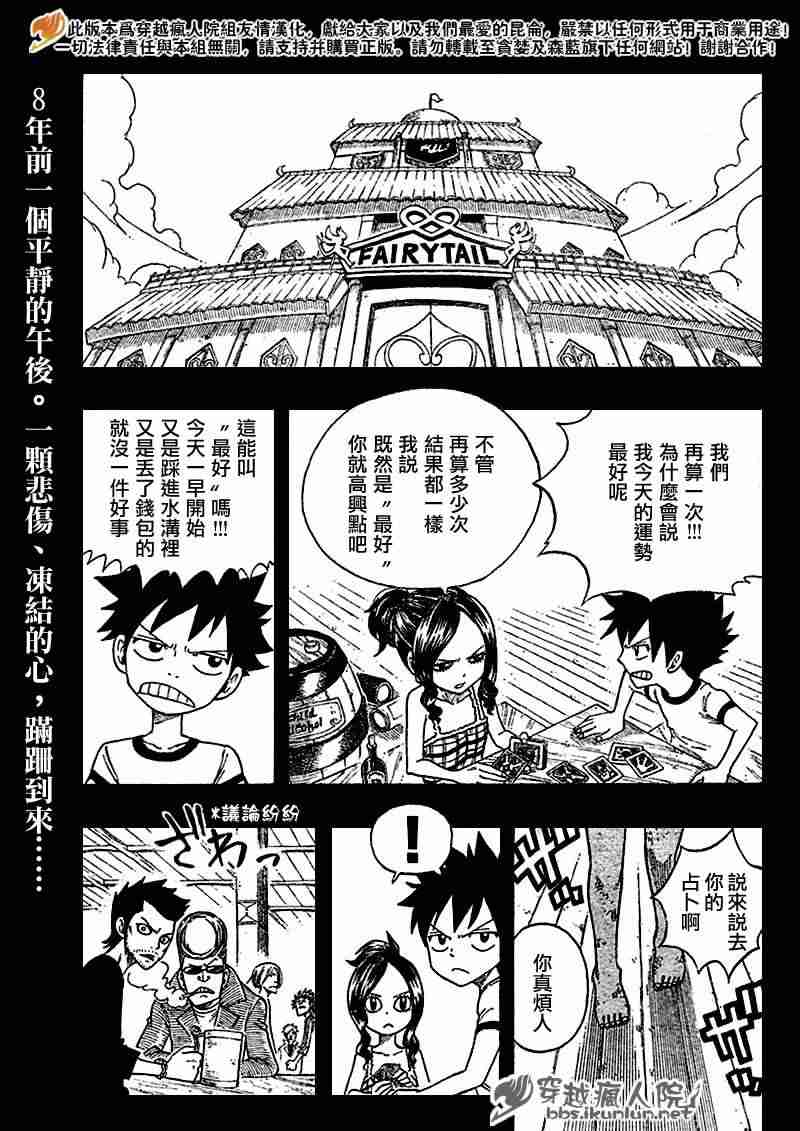 此版本爲穿越瘋人院組友情漢化，獻給大家以及我們最愛的昆侖，嚴禁以任何形式用于商業用途！
一切法律責任與本組無關，請支持并購買正版。請勿轉載至貪婪及森藍旗下任何網站！謝謝合作！
8年前一個平靜的午後。一顆悲傷、凍結的心，蹣跚到來……
FAIRYTAIL
我們
再算一次!!!
為什麼會說
我今天的運勢
最好呢
不管
再算多少次
結果都一樣
我說
既然是“最好”
你就高興點吧
這能叫
“最好”嗎!!!
今天一早開始
又是踩進水溝裡
又是丟了錢包的
就沒一件好事
說來說去
你的
占卜啊
你真煩人
!
*議論紛紛
ざわっ
穿越瘋人院!
bbs.ikunlun.net